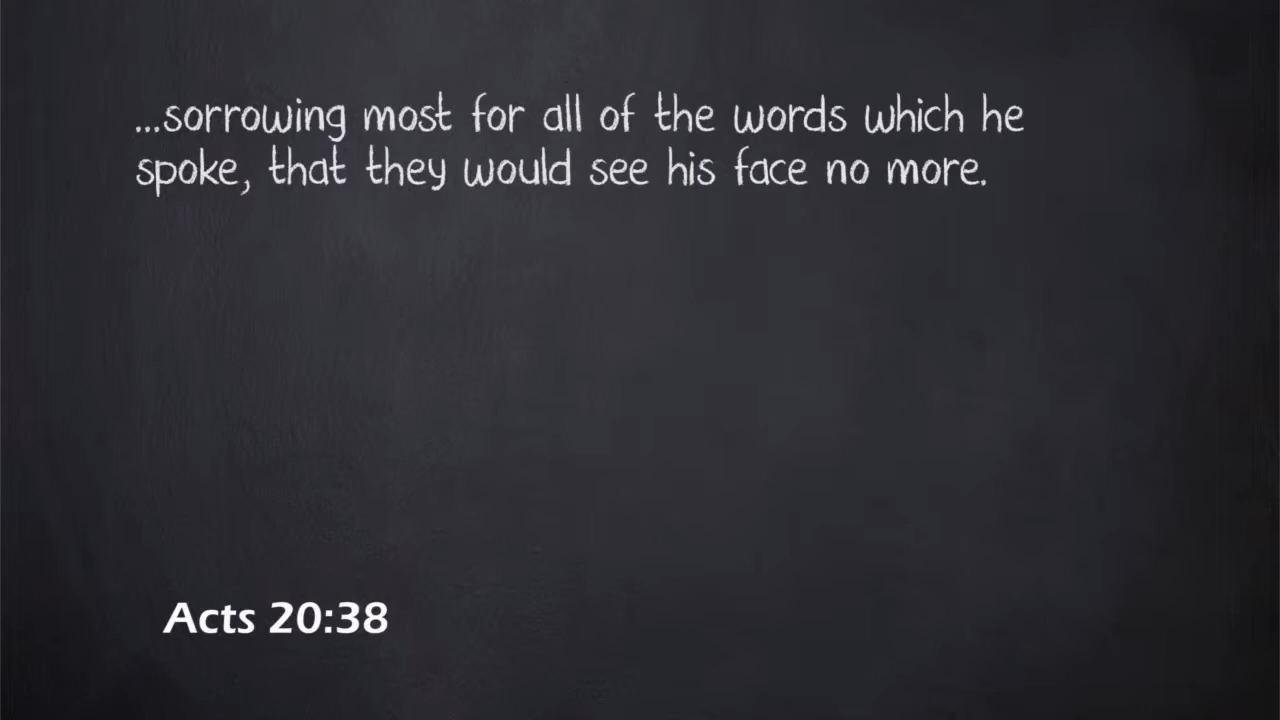 ...sorrowing most for all of the words which he
spoke, that they would see his face no more.
Acts 20:38